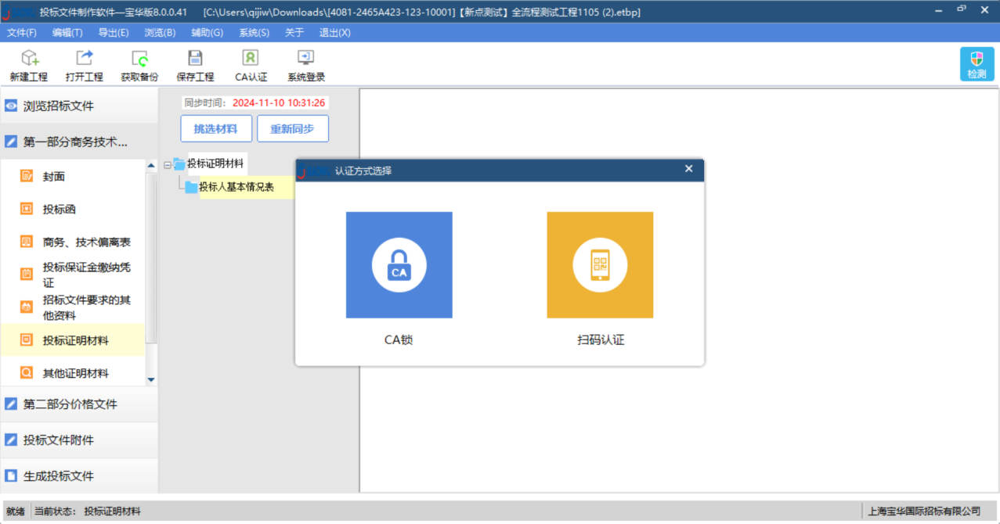 投标文件制作软件—宝华版8.0.0.41 [C:\Users\qijiw\Downloads\[4081-2465A423-123-10001]【新点测试】全流程测试工程1105 (2).etbp]
文件(F) 编辑(T) 导出(E) 浏览(B) 辅助(G) 系统(S) 关于 退出(X)
新建工程 打开工程 获取备份 保存工程 CA认证 系统登录 检测
浏览招标文件
第一部分商务技术...
封面
投标函
商务、技术偏离表
投标保证金缴纳凭
证
招标文件要求的其
他资料
投标证明材料
其他证明材料
第二部分价格文件
投标文件附件
生成投标文件
同步时间: 2024-11-10 10:31:26
挑选材料 重新同步
投标证明材料
投标人基本情况表
认证方式选择
CA
CA锁 扫码认证
就绪 当前状态: 投标证明材料 上海宝华国际招标有限公司